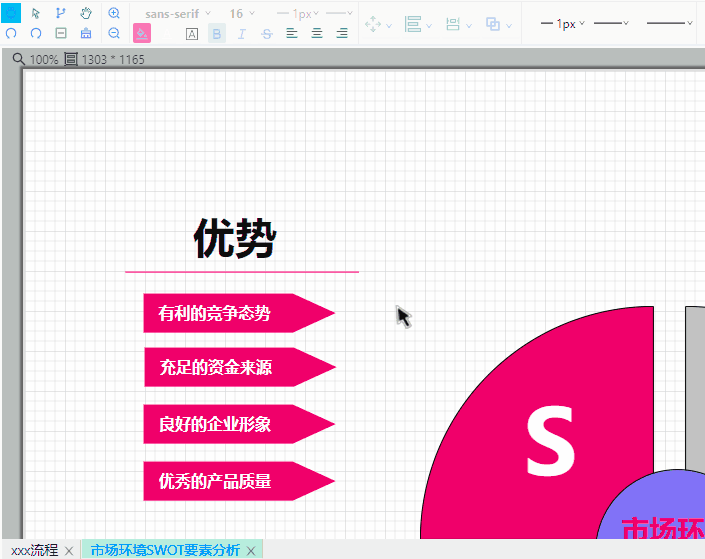 sans-serif 16 1px 1px
A B I S
100% 1303 * 1165
优势
有利的竞争态势
充足的资金来源
良好的企业形象
优秀的产品质量
S
市场环
xxx流程 市场环境SWOT要素分析